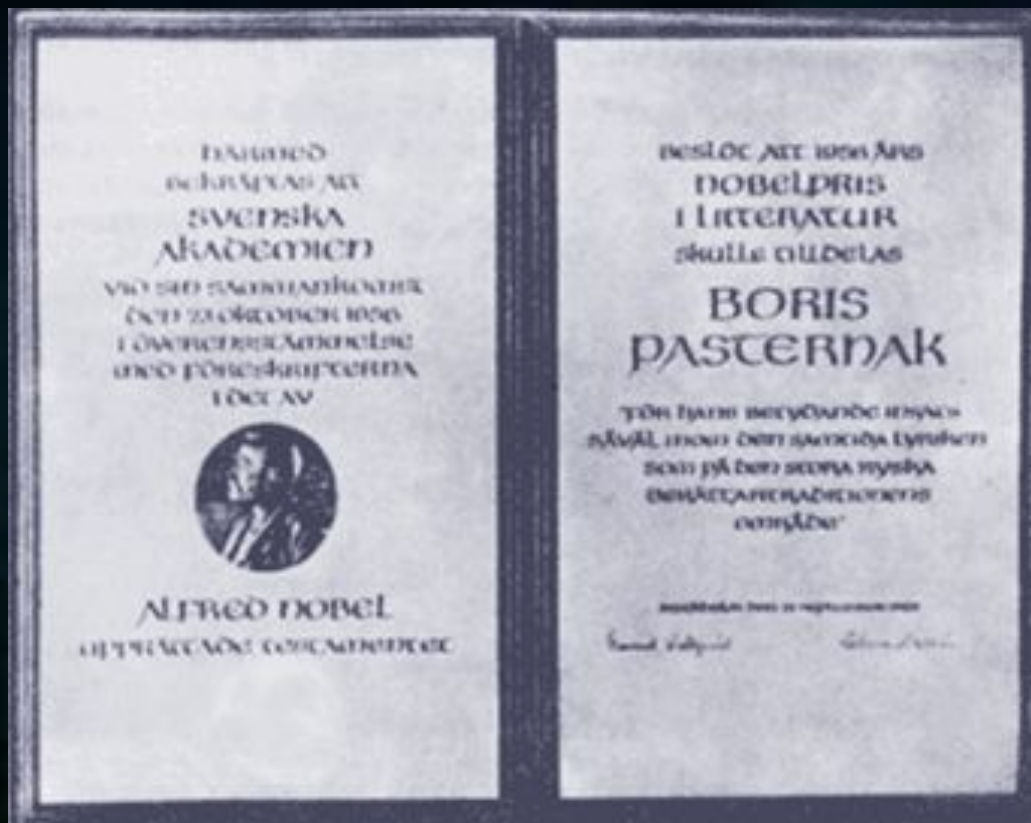 HÄRMED
BEKRÄFTAS ATT
SVENSKA
AKADEMIEN
VID SIN SAMMANKOMST
DEN 23 OKTOBER 1958
I ÖVERENSSTÄMMELSE
MED FÖRESKRIFTERNA
I DET AV
ALFRED NOBEL
UPPRÄTTADE TESTAMENTET
BESLÖT ATT 1958 ÅRS
NOBELPRIS
I LITTERATUR
SKULLE TILLDELAS
BORIS
PASTERNAK
"FÖR HANS BETYDANDE INSATS
SÅVÄL INOM DEN SAMTIDA LYRIKEN
SOM PÅ DEN STORA RYSKA
BERÄTTARTRADITIONENS
OMRÅDE"